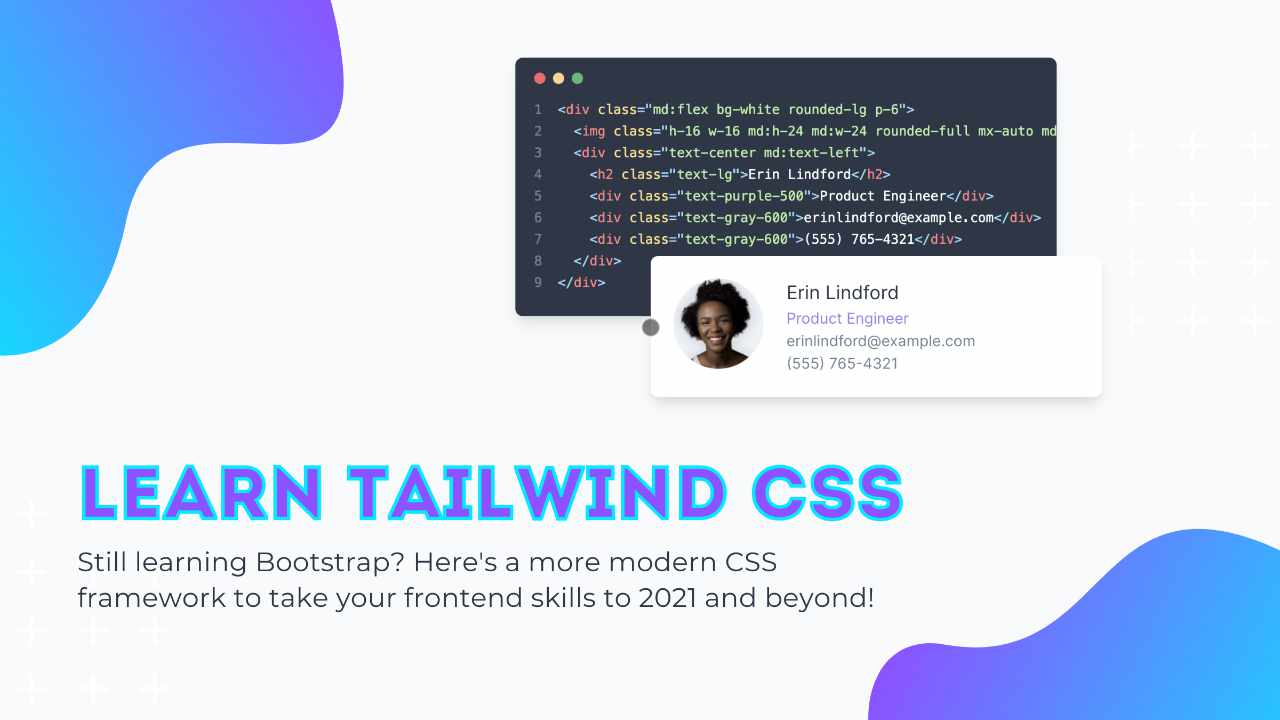 1 <div class="md:flex bg-white rounded-lg p-6">
2 <img class="h-16 w-16 md:h-24 md:w-24 rounded-full mx-auto md
3 <div class="text-center md:text-left">
4 <h2 class="text-lg">Erin Lindford</h2>
5 <div class="text-purple-500">Product Engineer</div>
6 <div class="text-gray-600">erinlindford@example.com</div>
7 <div class="text-gray-600">(555) 765-4321</div>
8 </div>
9 </div>
Erin Lindford
Product Engineer
erinlindford@example.com
(555) 765-4321
LEARN TAILWIND CSS
Still learning Bootstrap? Here's a more modern CSS
framework to take your frontend skills to 2021 and beyond!